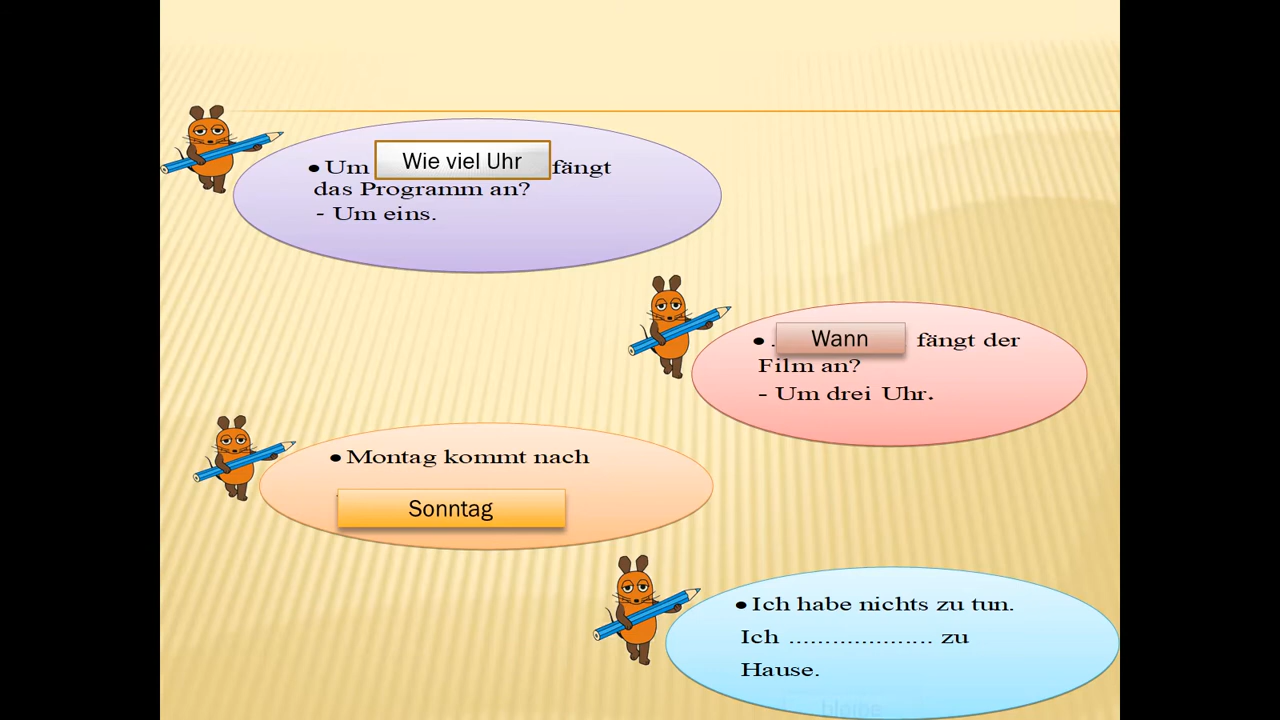 • Um Wie viel Uhr fängt
das Programm an?
- Um eins.
• . Wann fängt der
Film an?
- Um drei Uhr.
• Montag kommt nach
Sonntag
• Ich habe nichts zu tun.
Ich .................... zu
Hause.
bleibe